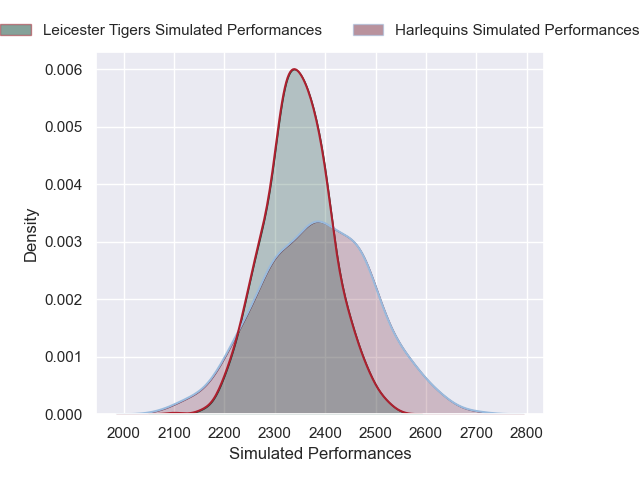 Leicester Tigers Simulated Performances
Harlequins Simulated Performances
0.006
0.005
0.004
0.003
0.002
0.001
0.000
Density
2000 2100 2200 2300 2400 2500 2600 2700 2800
Simulated Performances